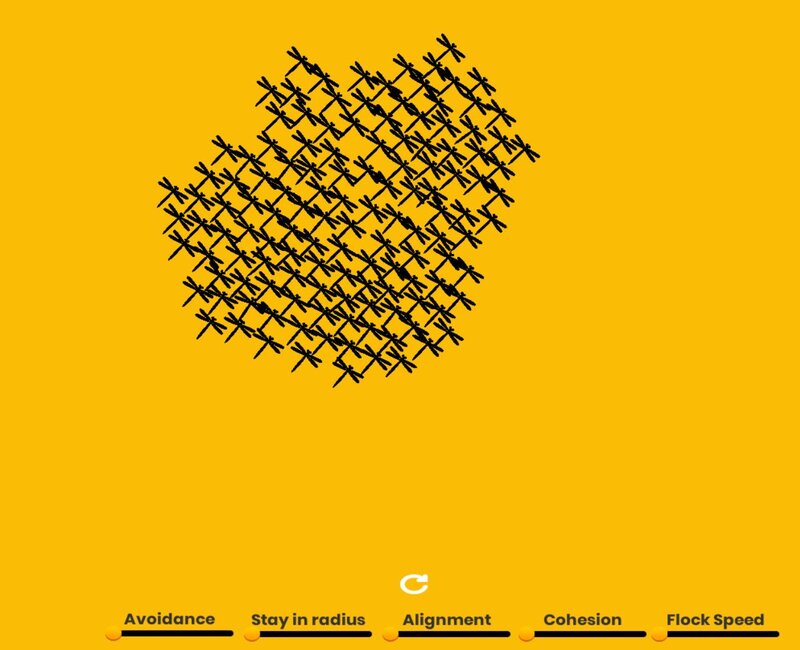 Avoidance
Stay in radius
Alignment
Cohesion
Flock Speed